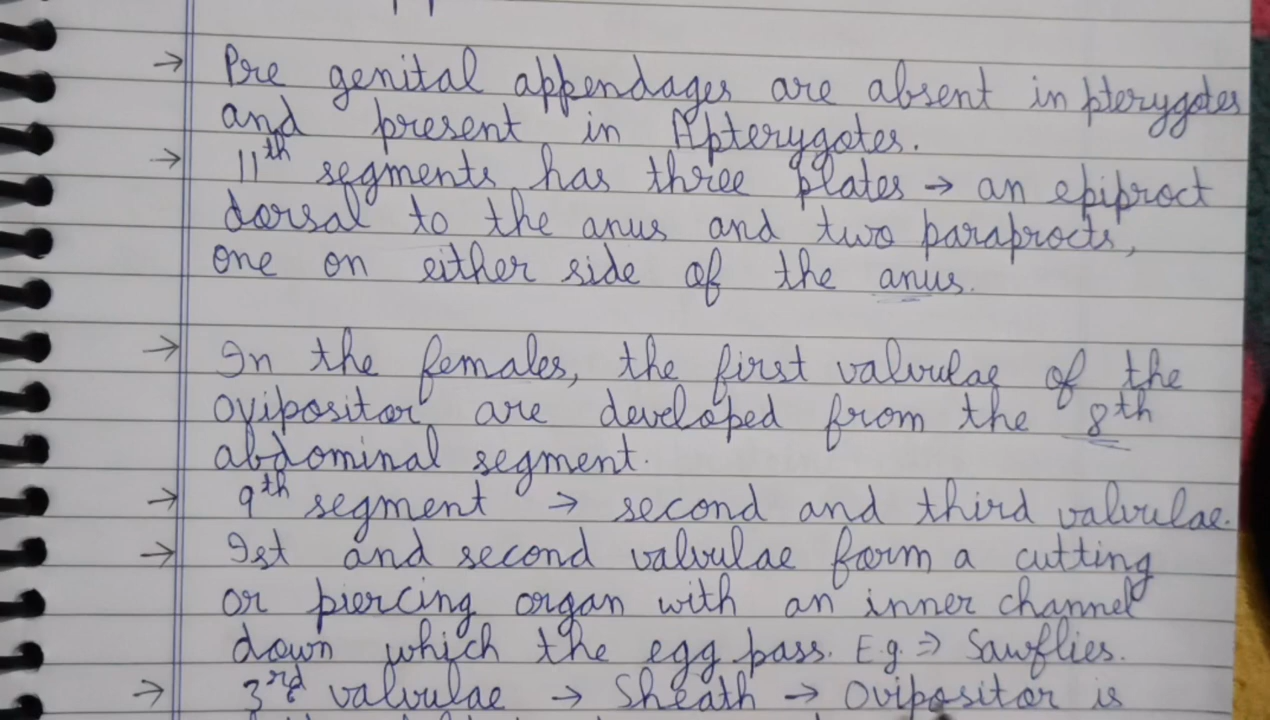 → Pre genital appendages are absent in pterygotes
and present in Apterygotes.
→ 11th segments has three plates → an epiproct
dorsal to the anus and two paraprocts,
one on either side of the anus.
→ In the females, the first valvulae of the
ovipositor are developed from the 8th
abdominal segment.
→ 9th segment → second and third valvulae.
→ Ist and second valvulae form a cutting
or piercing organ with an inner channel
down which the egg pass. E.g. ⇒ Sawflies.
→ 3rd valvulae → Sheath → Ovipositor is